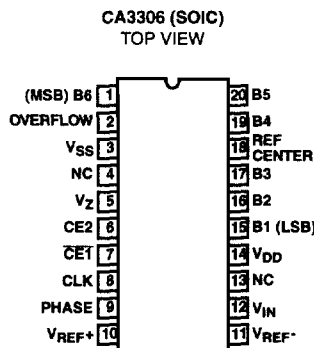 CA3306 (SOIC)
TOP VIEW
(MSB) B6 1 20 B5
OVERFLOW 2 19 B4
VSS 3 18 REF CENTER
NC 4 17 B3
VZ 5 16 B2
CE2 6 15 B1 (LSB)
C̅E̅1̅ 7 14 VDD
CLK 8 13 NC
PHASE 9 12 VIN
VREF+ 10 11 VREF-